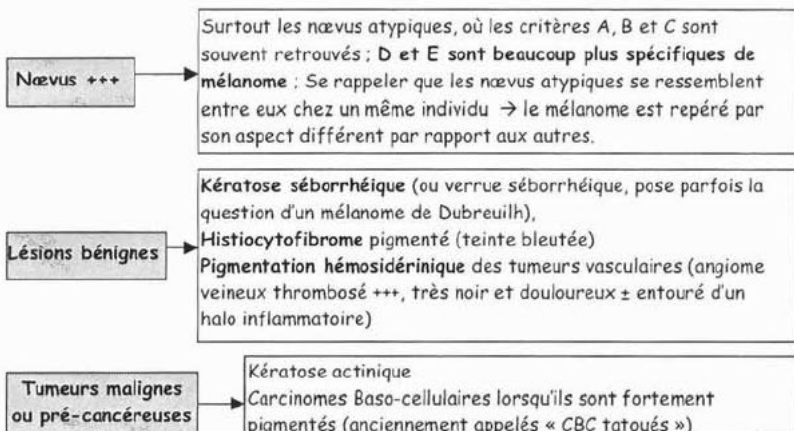 Surtout les nævus atypiques, où les critères A, B et C sont
souvent retrouvés ; D et E sont beaucoup plus spécifiques de
Nævus +++
mélanome ; Se rappeler que les nævus atypiques se ressemblent
entre eux chez un même individu → le mélanome est repéré par
son aspect différent par rapport aux autres.
Kératose séborrhéique (ou verrue séborrhéique, pose parfois la
question d'un mélanome de Dubreuilh),
Lésions bénignes
Histiocytofibrome pigmenté (teinte bleutée)
Pigmentation hémosidérinique des tumeurs vasculaires (angiome
veineux thrombosé +++, très noir et douloureux ± entouré d'un
halo inflammatoire)
Tumeurs malignes
ou pré-cancéreuses
Kératose actinique
Carcinomes Baso-cellulaires lorsqu'ils sont fortement
pigmentés (anciennement appelés « CBC tatoués »)